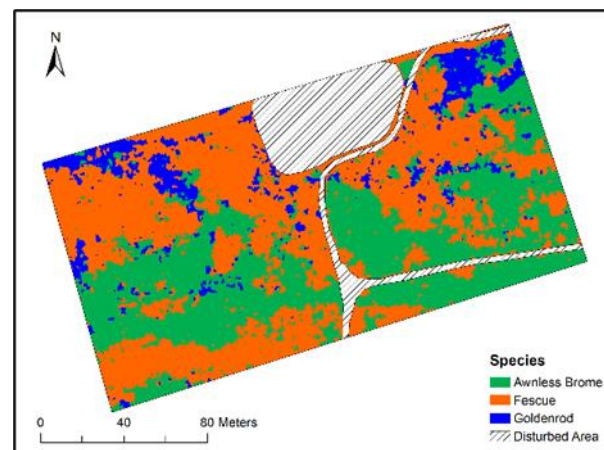 N
Species
Awnless Brome
Fescue
Goldenrod
Disturbed Area
0 40 80 Meters